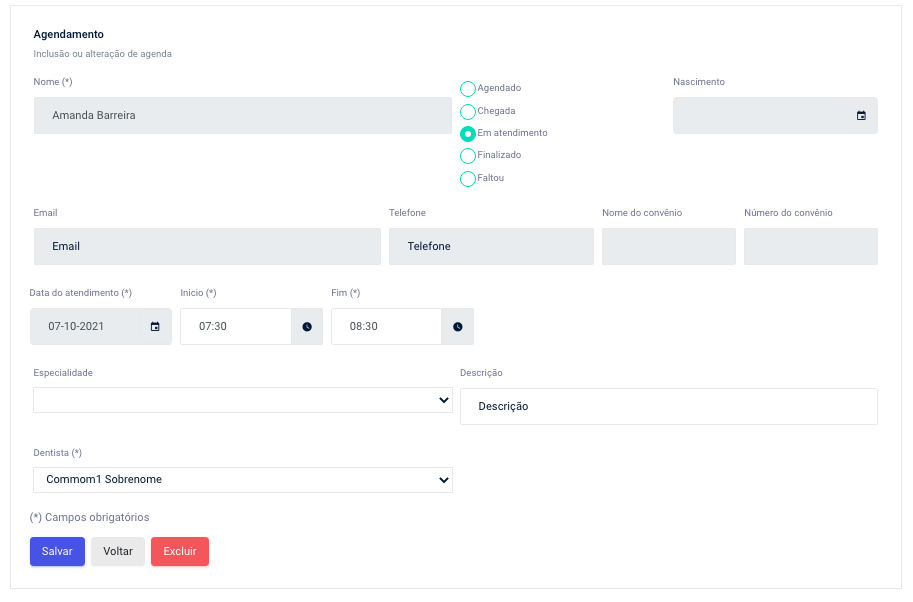 Agendamento
Inclusão ou alteração de agenda
Nome (*)
Amanda Barreira
Agendado
Chegada
Em atendimento
Finalizado
Faltou
Nascimento
Email
Telefone
Nome do convênio
Número do convênio
Email
Telefone
Data do atendimento (*)
Inicio (*)
Fim (*)
07-10-2021
07:30
08:30
Especialidade
Descrição
Descrição
Dentista (*)
Commom1 Sobrenome
(*) Campos obrigatórios
Salvar
Voltar
Excluir